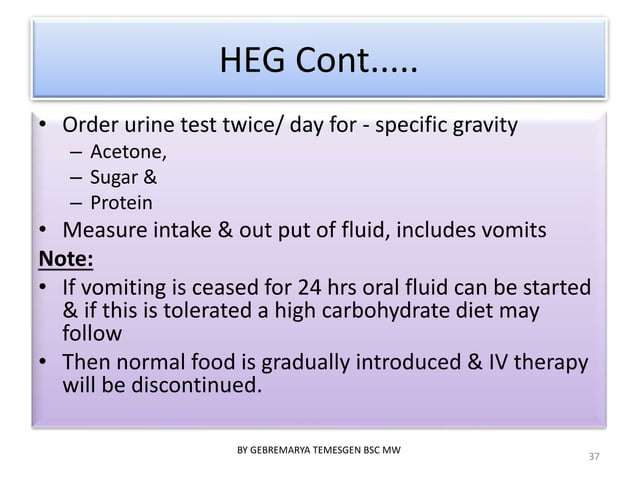 HEG Cont.....
• Order urine test twice/ day for - specific gravity
– Acetone,
– Sugar &
– Protein
• Measure intake & out put of fluid, includes vomits
Note:
• If vomiting is ceased for 24 hrs oral fluid can be started
& if this is tolerated a high carbohydrate diet may
follow
• Then normal food is gradually introduced & IV therapy
will be discontinued.
BY GEBREMARYA TEMESGEN BSC MW
37